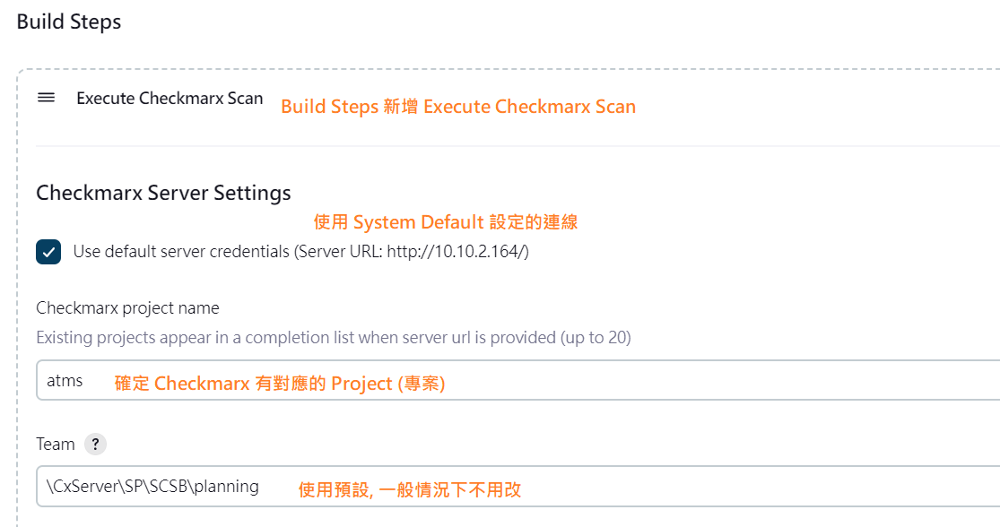 Build Steps
Execute Checkmarx Scan
Build Steps 新增 Execute Checkmarx Scan
Checkmarx Server Settings
使用 System Default 設定的連線
Use default server credentials (Server URL: http://10.10.2.164/)
Checkmarx project name
Existing projects appear in a completion list when server url is provided (up to 20)
atms 確定 Checkmarx 有對應的 Project (專案)
Team ?
\CxServer\SP\SCSB\planning 使用預設, 一般情況下不用改